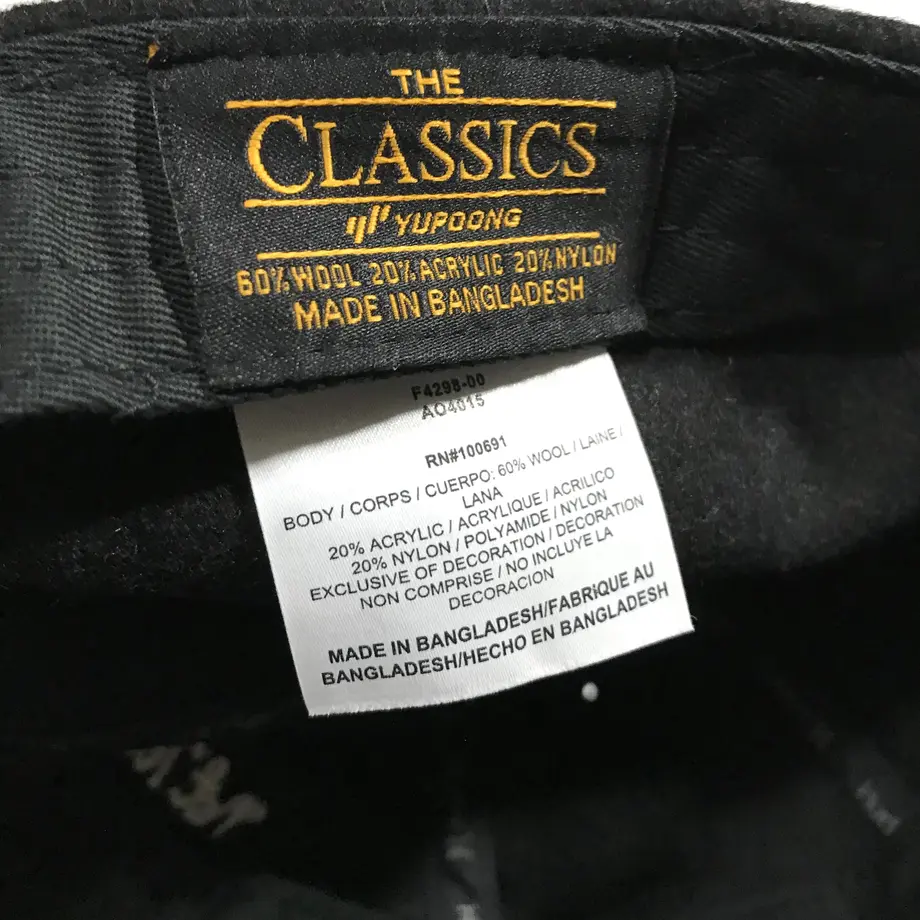 THE
CLASSICS
YUPOONG
60% WOOL 20% ACRYLIC 20% NYLON
MADE IN BANGLADESH
F4298-00
AO4015
RN#100691
BODY / CORPS / CUERPO: 60% WOOL / LAINE /
LANA
20% ACRYLIC / ACRYLIQUE / ACRILICO
20% NYLON / POLYAMIDE / NYLON
EXCLUSIVE OF DECORATION / DECORATION
NON COMPRISE / NO INCLUYE LA
DECORACION
MADE IN BANGLADESH/FABRIQUE AU
BANGLADESH/HECHO EN BANGLADESH